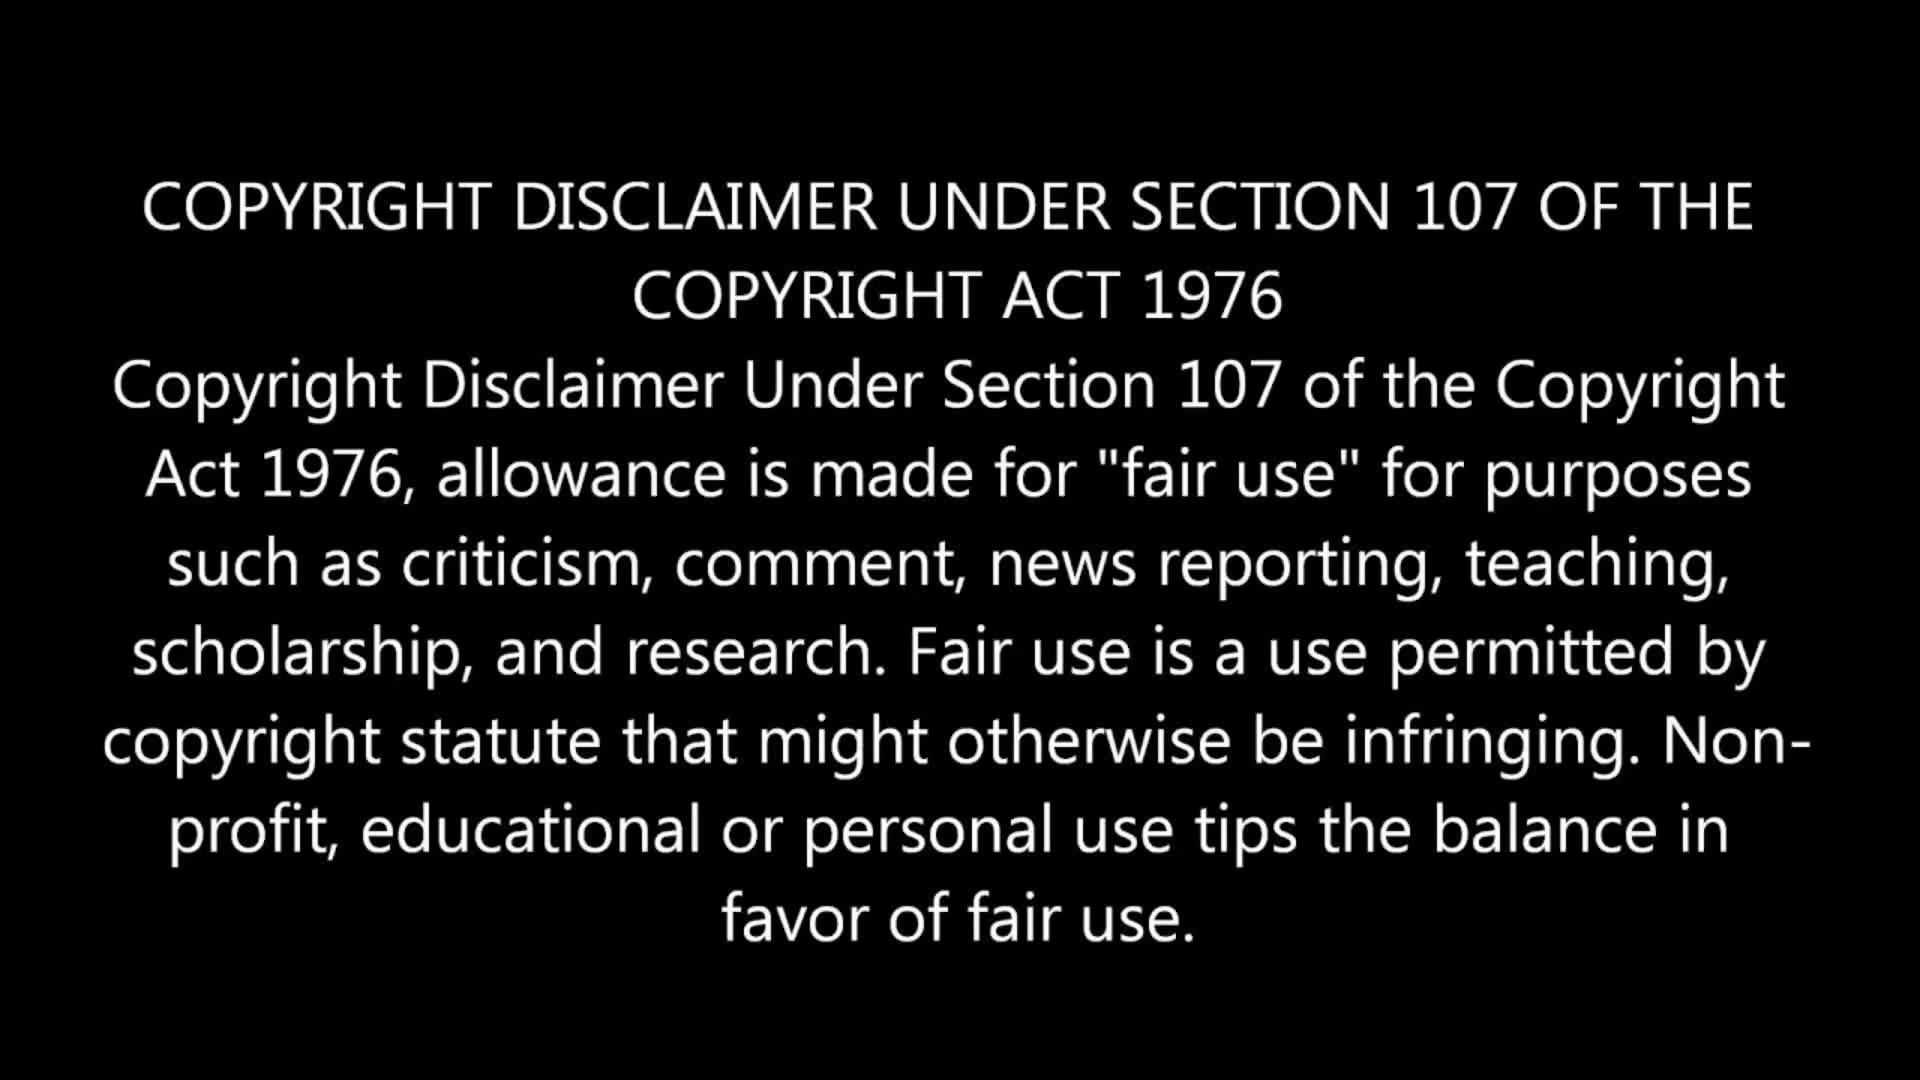 COPYRIGHT DISCLAIMER UNDER SECTION 107 OF THE
COPYRIGHT ACT 1976
Copyright Disclaimer Under Section 107 of the Copyright
Act 1976, allowance is made for "fair use" for purposes
such as criticism, comment, news reporting, teaching,
scholarship, and research. Fair use is a use permitted by
copyright statute that might otherwise be infringing. Non-
profit, educational or personal use tips the balance in
favor of fair use.